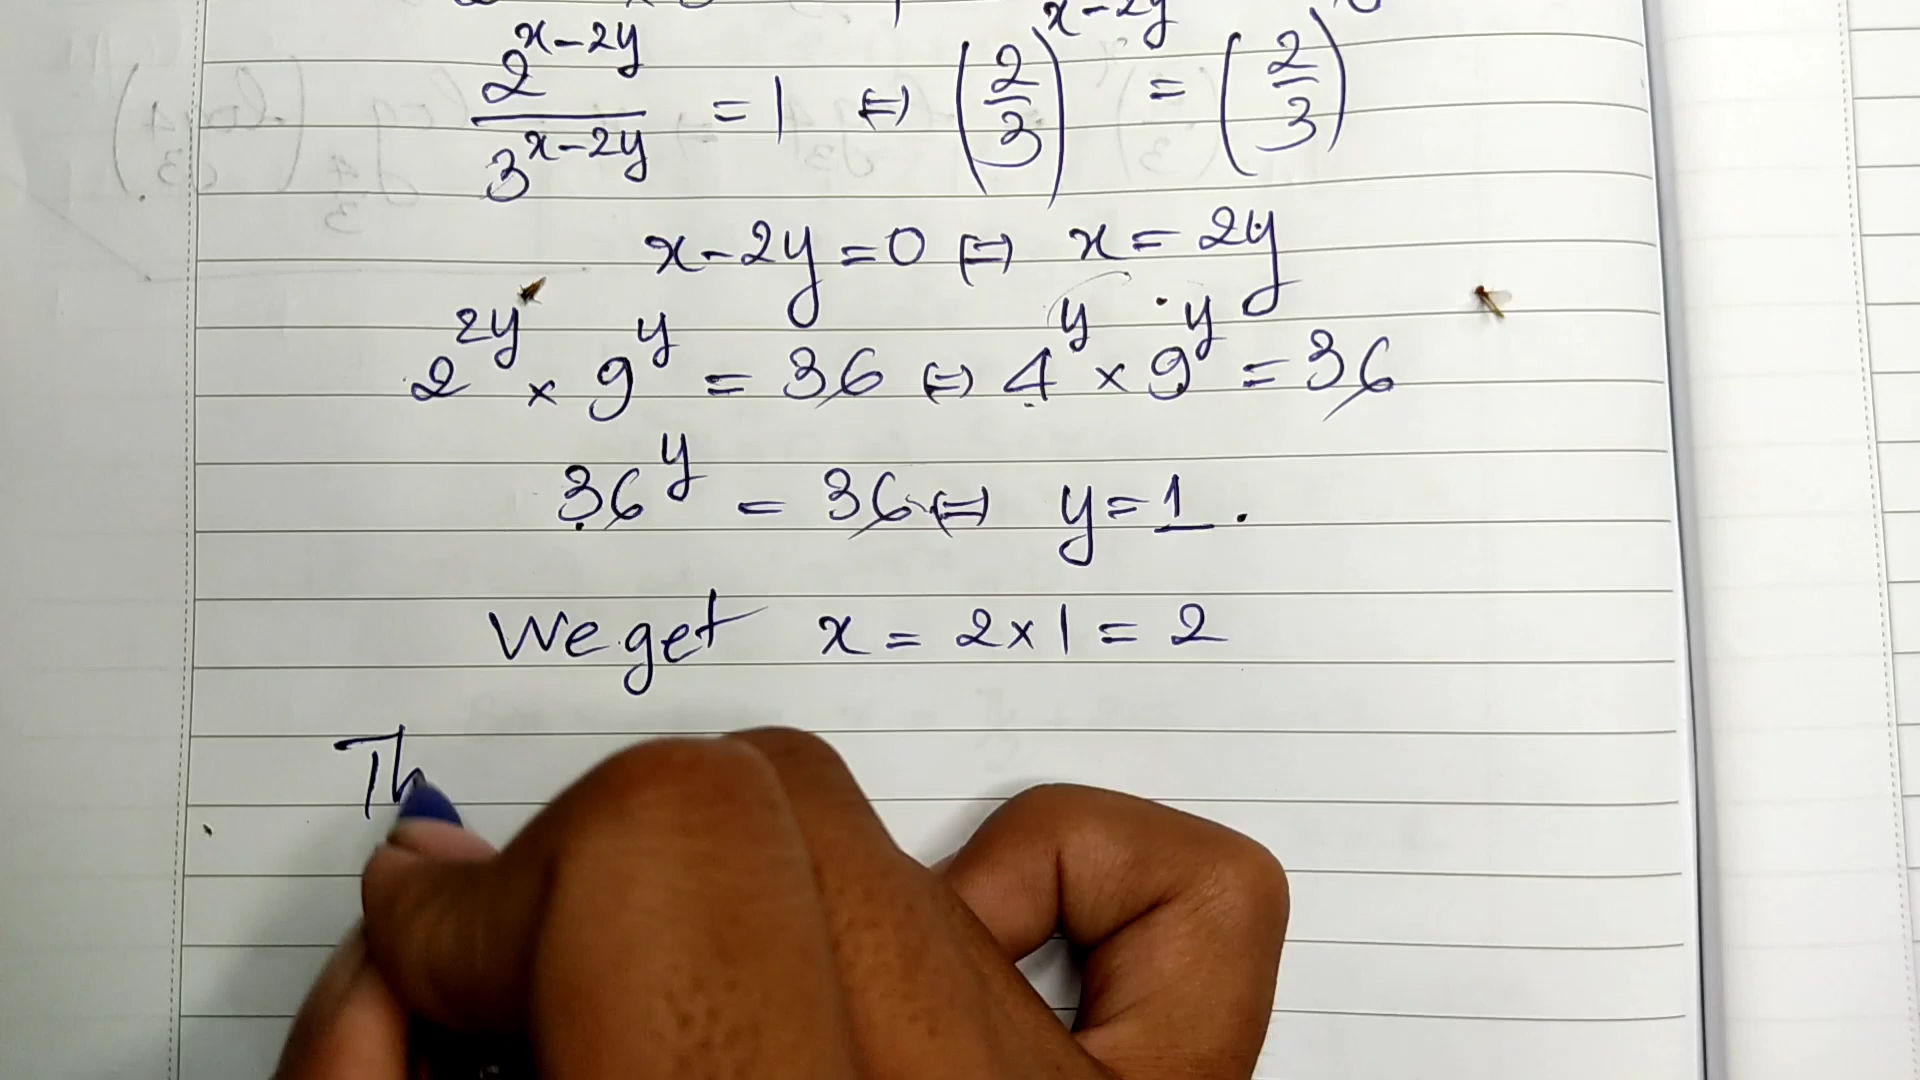 2^{x-2y}/3^{x-2y} = 1 ⇔ (2/3)^{x-2y} = (2/3)
x-2y=0 ⇔ x=2y
2^{2y} × 9^y = 36 ⇔ 4^y × 9^y = 36
36^y = 36 ⇔ y=1.
We get x = 2×1 = 2
Th